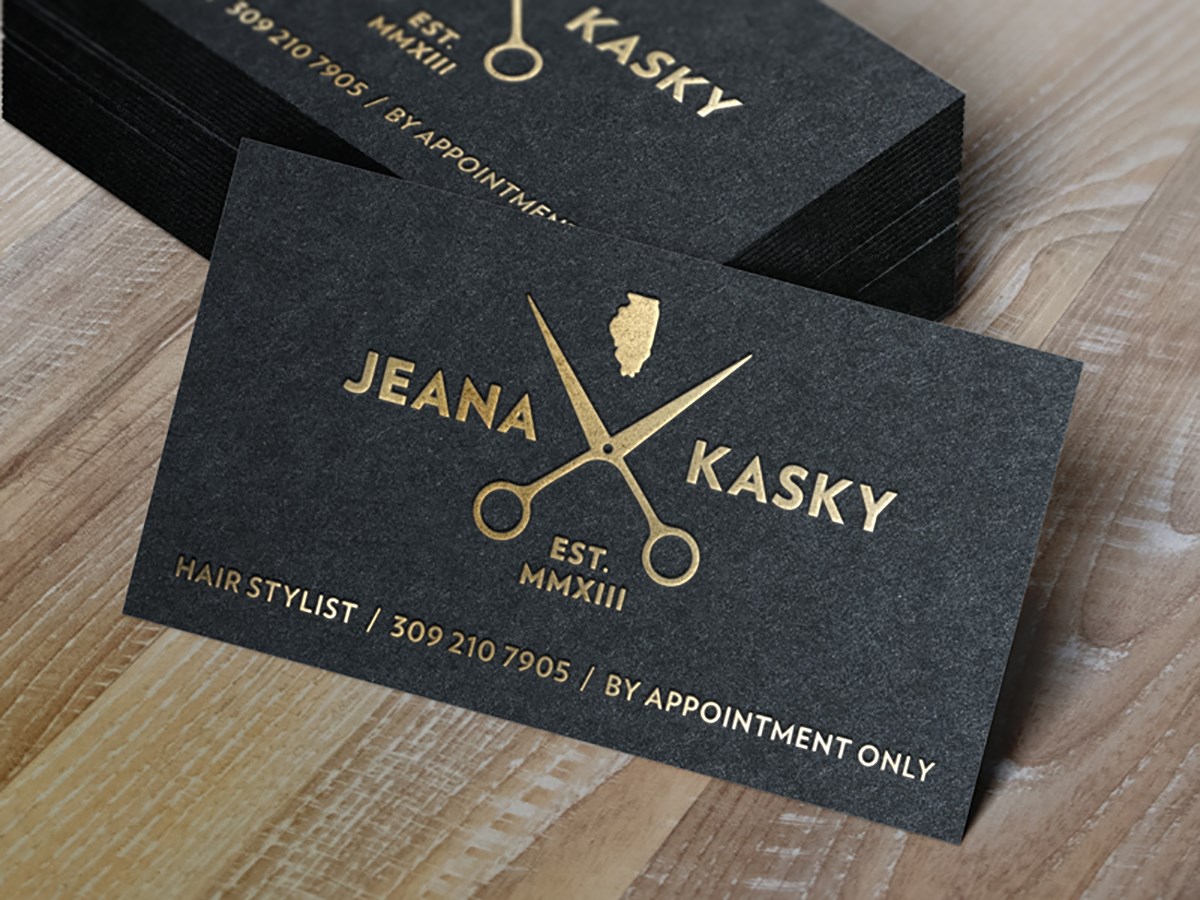 EST.
MMXIII
KASKY
309 210 7905 / BY APPOINTMEN
JEANA
KASKY
EST.
MMXIII
HAIR STYLIST / 309 210 7905 / BY APPOINTMENT ONLY